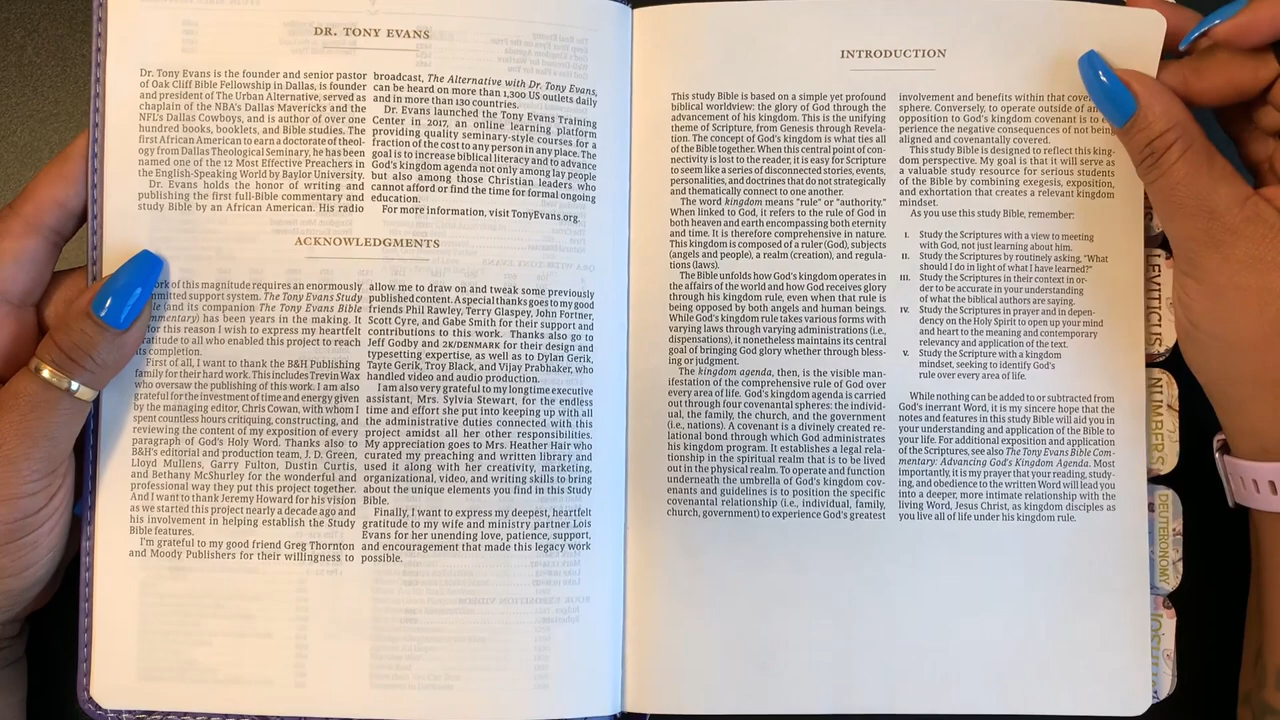 DR. TONY EVANS
Dr. Tony Evans is the founder and senior pastor
of Oak Cliff Bible Fellowship in Dallas, is founder
and president of The Urban Alternative, served as
chaplain of the NBA's Dallas Mavericks and the
NFL's Dallas Cowboys, and is author of over one
hundred books, booklets, and Bible studies. The
first African American to earn a doctorate of theol-
ogy from Dallas Theological Seminary, he has been
named one of the 12 Most Effective Preachers in
the English-Speaking World by Baylor University.
Dr. Evans holds the honor of writing and
publishing the first full-Bible commentary and
study Bible by an African American. His radio
broadcast, The Alternative with Dr. Tony Evans,
can be heard on more than 1,300 US outlets daily
and in more than 130 countries.
Dr. Evans launched the Tony Evans Training
Center in 2017, an online learning platform
providing quality seminary-style courses for a
fraction of the cost to any person in any place. The
goal is to increase biblical literacy and to advance
God's kingdom agenda not only among lay people
but also among those Christian leaders who
cannot afford or find the time for formal ongoing
education.
For more information, visit TonyEvans.org.
ACKNOWLEDGMENTS
ork of this magnitude requires an enormously
mmitted support system. The Tony Evans Study
le (and its companion The Tony Evans Bible
mmentary) has been years in the making. It
for this reason I wish to express my heartfelt
ratitude to all who enabled this project to reach
its completion.
First of all, I want to thank the B&H Publishing
family for their hard work. This includes Trevin Wax
who oversaw the publishing of this work. I am also
grateful for the investment of time and energy given
by the managing editor, Chris Cowan, with whom I
spent countless hours critiquing, constructing, and
reviewing the content of my exposition of every
paragraph of God's Holy Word. Thanks also to
B&H's editorial and production team, J. D. Green,
Lloyd Mullens, Garry Fulton, Dustin Curtis,
and Bethany McShurley for the wonderful and
professional way they put this project together.
And I want to thank Jeremy Howard for his vision
as we started this project nearly a decade ago and
his involvement in helping establish the Study
Bible features.
I'm grateful to my good friend Greg Thornton
and Moody Publishers for their willingness to
allow me to draw on and tweak some previously
published content. A special thanks goes to my good
friends Phil Rawley, Terry Glaspey, John Fortner,
Scott Gyre, and Gabe Smith for their support and
contributions to this work. Thanks also go to
Jeff Godby and 2K/DENMARK for their design and
typesetting expertise, as well as to Dylan Gerik,
Tayte Gerik, Troy Black, and Vijay Prabhaker, who
handled video and audio production.
I am also very grateful to my longtime executive
assistant, Mrs. Sylvia Stewart, for the endless
time and effort she put into keeping up with all
the administrative duties connected with this
project amidst all her other responsibilities.
My appreciation goes to Mrs. Heather Hair who
curated my preaching and written library and
used it along with her creativity, marketing,
organizational, video, and writing skills to bring
about the unique elements you find in this Study
Bible.
Finally, I want to express my deepest, heartfelt
gratitude to my wife and ministry partner Lois
Evans for her unending love, patience, support,
and encouragement that made this legacy work
possible.
INTRODUCTION
This study Bible is based on a simple yet profound
biblical worldview: the glory of God through the
advancement of his kingdom. This is the unifying
theme of Scripture, from Genesis through Revela-
tion. The concept of God's kingdom is what ties all
of the Bible together. When this central point of con-
nectivity is lost to the reader, it is easy for Scripture
to seem like a series of disconnected stories, events,
personalities, and doctrines that do not strategically
and thematically connect to one another.
The word kingdom means "rule" or "authority."
When linked to God, it refers to the rule of God in
both heaven and earth encompassing both eternity
and time. It is therefore comprehensive in nature.
This kingdom is composed of a ruler (God), subjects
(angels and people), a realm (creation), and regula-
tions (laws).
The Bible unfolds how God's kingdom operates in
the affairs of the world and how God receives glory
through his kingdom rule, even when that rule is
being opposed by both angels and human beings.
While God's kingdom rule takes various forms with
varying laws through varying administrations (i.e.,
dispensations), it nonetheless maintains its central
goal of bringing God glory whether through bless-
ing or judgment.
The kingdom agenda, then, is the visible man-
ifestation of the comprehensive rule of God over
every area of life. God's kingdom agenda is carried
out through four covenantal spheres: the individ-
ual, the family, the church, and the government
(i.e., nations). A covenant is a divinely created re-
lational bond through which God administrates
his kingdom program. It establishes a legal rela-
tionship in the spiritual realm that is to be lived
out in the physical realm. To operate and function
underneath the umbrella of God's kingdom cov-
enants and guidelines is to position the specific
covenantal relationship (i.e., individual, family,
church, government) to experience God's greatest
involvement and benefits within that cove
sphere. Conversely, to operate outside of an
opposition to God's kingdom covenant is to e
perience the negative consequences of not being
aligned and covenantally covered.
This study Bible is designed to reflect this king-
dom perspective. My goal is that it will serve as
a valuable study resource for serious students
of the Bible by combining exegesis, exposition,
and exhortation that creates a relevant kingdom
mindset.
As you use this study Bible, remember:
I. Study the Scriptures with a view to meeting
with God, not just learning about him.
II. Study the Scriptures by routinely asking, "What
should I do in light of what I have learned?"
III. Study the Scriptures in their context in or-
der to be accurate in your understanding
of what the biblical authors are saying.
IV. Study the Scriptures in prayer and in depen-
dency on the Holy Spirit to open up your mind
and heart to the meaning and contemporary
relevancy and application of the text.
V. Study the Scripture with a kingdom
mindset, seeking to identify God's
rule over every area of life.
While nothing can be added to or subtracted from
God's inerrant Word, it is my sincere hope that the
notes and features in this study Bible will aid you in
your understanding and application of the Bible to
your life. For additional exposition and application
of the Scriptures, see also The Tony Evans Bible Com-
mentary: Advancing God's Kingdom Agenda. Most
importantly, it is my prayer that your reading, study-
ing, and obedience to the written Word will lead you
into a deeper, more intimate relationship with the
living Word, Jesus Christ, as kingdom disciples as
you live all of life under his kingdom rule.
LEVITICUS
NUMBERS
DEUTERONOMY
JOSHUA